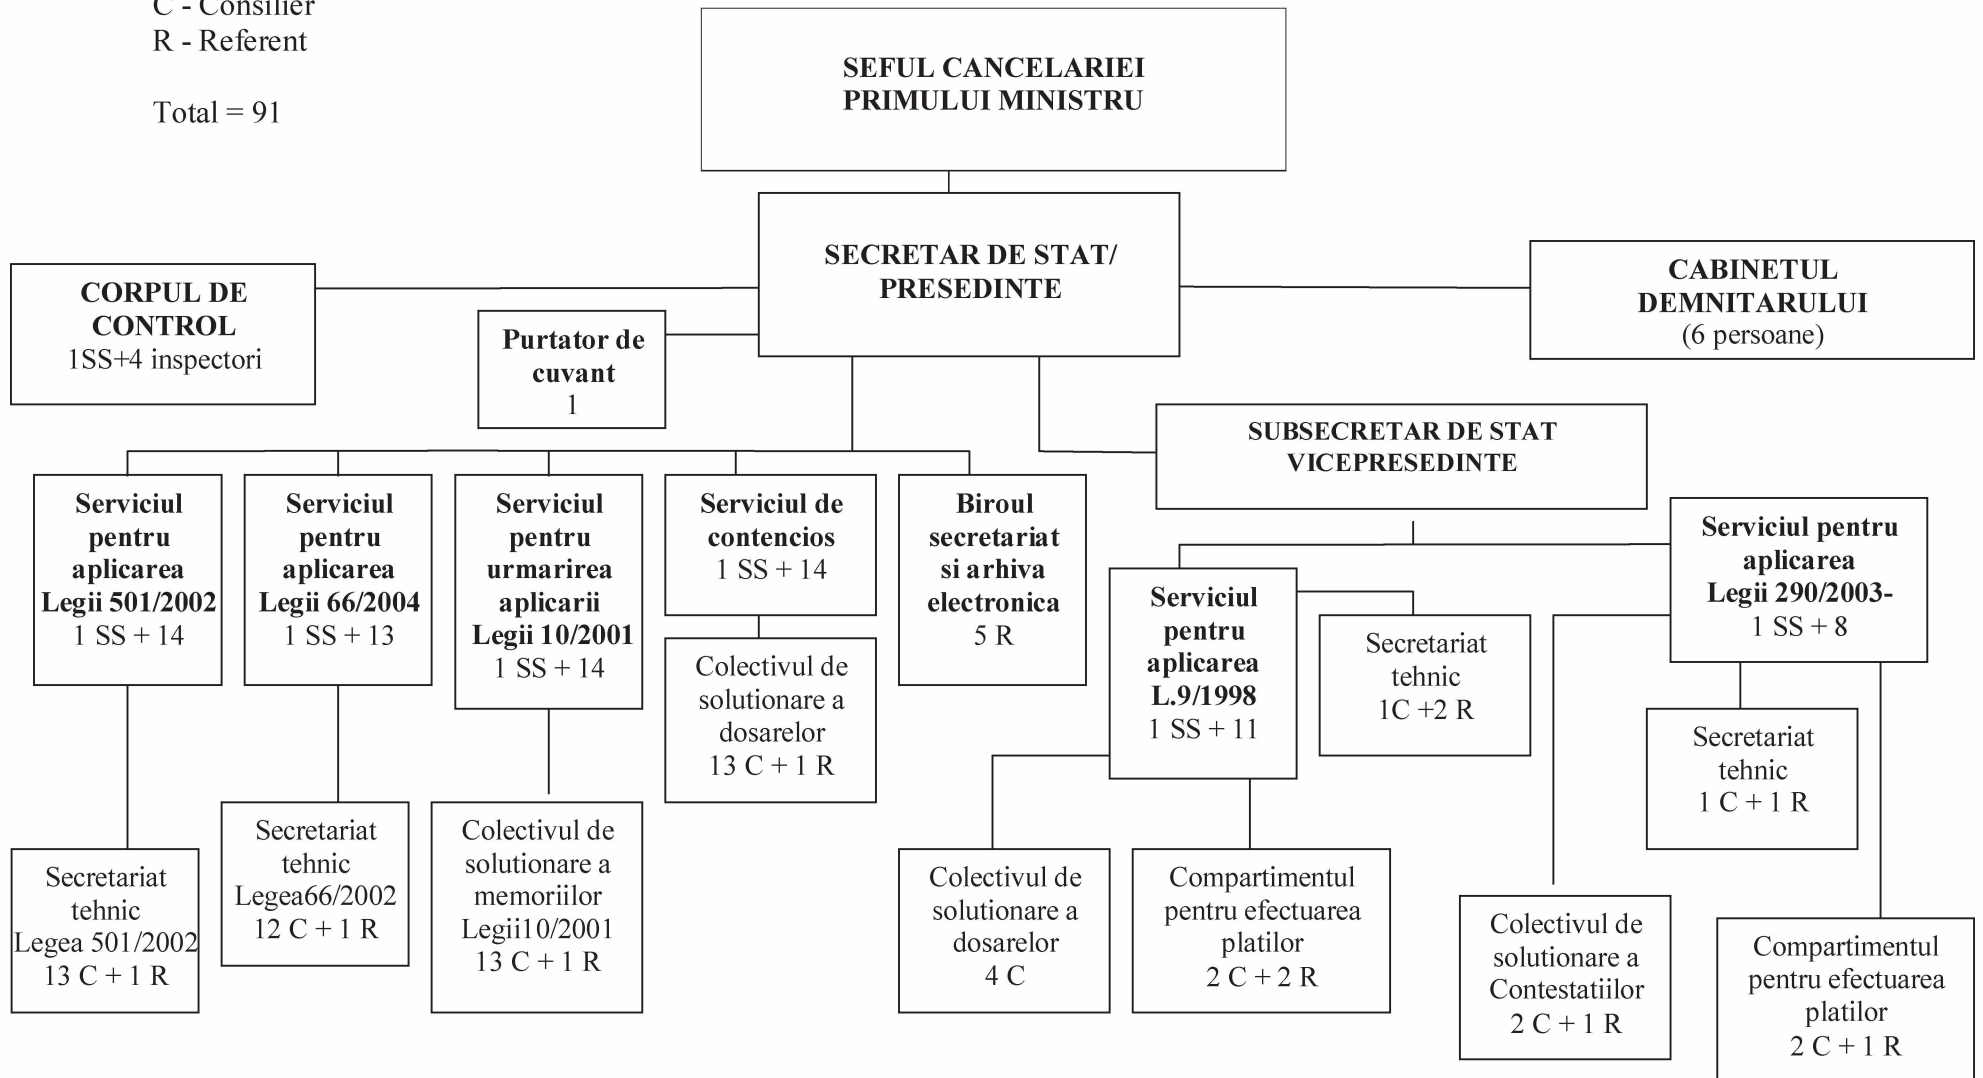 C - Consilier
R - Referent
Total = 91
SEFUL CANCELARIEI
PRIMULUI MINISTRU
SECRETAR DE STAT/
PRESEDINTE
CORPUL DE
CONTROL
1SS+4 inspectori
Purtator de
cuvant
1
CABINETUL
DEMNITARULUI
(6 persoane)
SUBSECRETAR DE STAT
VICEPRESEDINTE
Serviciul
pentru
aplicarea
Legii 501/2002
1 SS + 14
Serviciul
pentru
aplicarea
Legii 66/2004
1 SS + 13
Serviciul
pentru
urmarirea
aplicarii
Legii 10/2001
1 SS + 14
Serviciul de
contencios
1 SS + 14
Biroul
secretariat
si arhiva
electronica
5 R
Serviciul pentru
aplicarea
Legii 290/2003-
1 SS + 8
Serviciul
pentru
aplicarea
L.9/1998
1 SS + 11
Secretariat
tehnic
1C +2 R
Colectivul de
solutionare a
dosarelor
13 C + 1 R
Secretariat
tehnic
1 C + 1 R
Secretariat
tehnic
Legea 501/2002
13 C + 1 R
Secretariat
tehnic
Legea66/2002
12 C + 1 R
Colectivul de
solutionare a
memoriilor
Legii10/2001
13 C + 1 R
Colectivul de
solutionare a
dosarelor
4 C
Compartimentul
pentru efectuarea
platilor
2 C + 2 R
Colectivul de
solutionare a
Contestatiilor
2 C + 1 R
Compartimentul
pentru efectuarea
platilor
2 C + 1 R